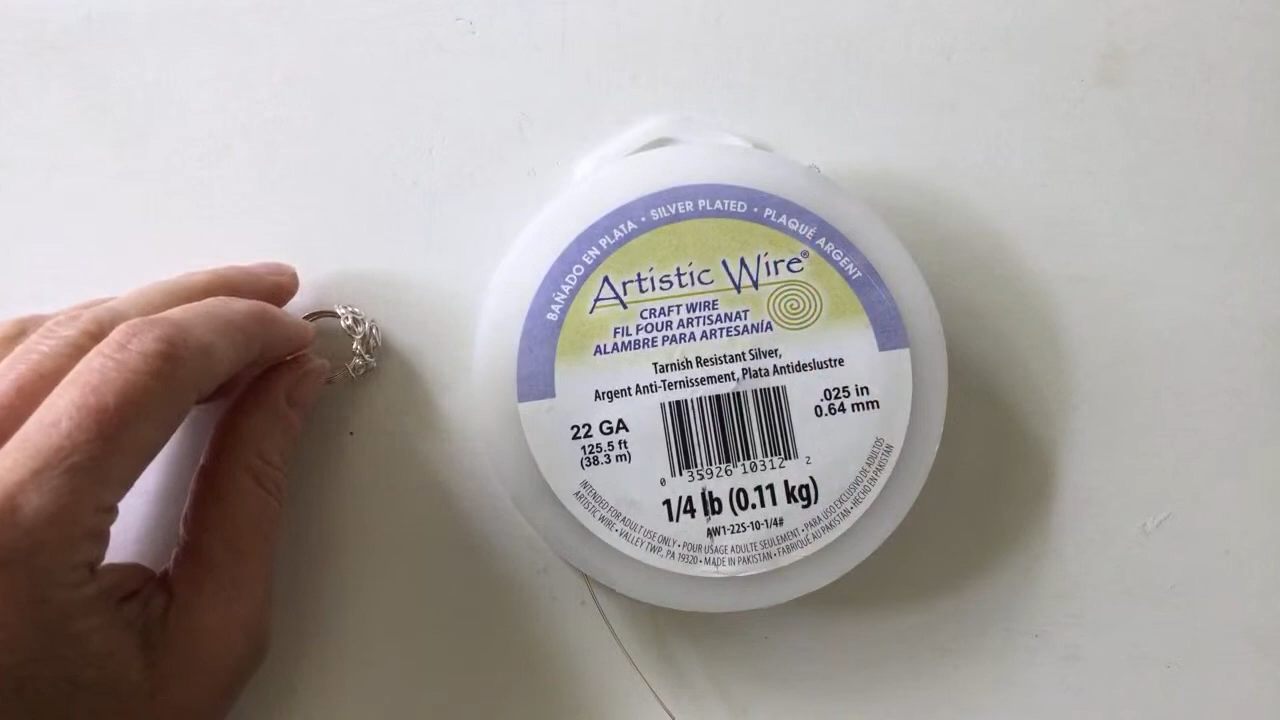 BAÑADO EN PLATA • SILVER PLATED • PLAQUÉ ARGENT
Artistic Wire®
CRAFT WIRE
FIL POUR ARTISANAT
ALAMBRE PARA ARTESANÍA
Tarnish Resistant Silver,
Argent Anti-Ternissement, Plata Antideslustre
22 GA
125.5 ft
(38.3 m)
.025 in
0.64 mm
0 35926 10312 2
1/4 lb (0.11 kg)
AW1-22S-10-1/4#
INTENDED FOR ADULT USE ONLY • POUR USAGE ADULTE SEULEMENT • PARA USO EXCLUSIVO DE ADULTOS
ARTISTIC WIRE • VALLEY TWP., PA 19320 • MADE IN PAKISTAN • FABRIQUÉ AU PAKISTAN • HECHO EN PAKISTAN